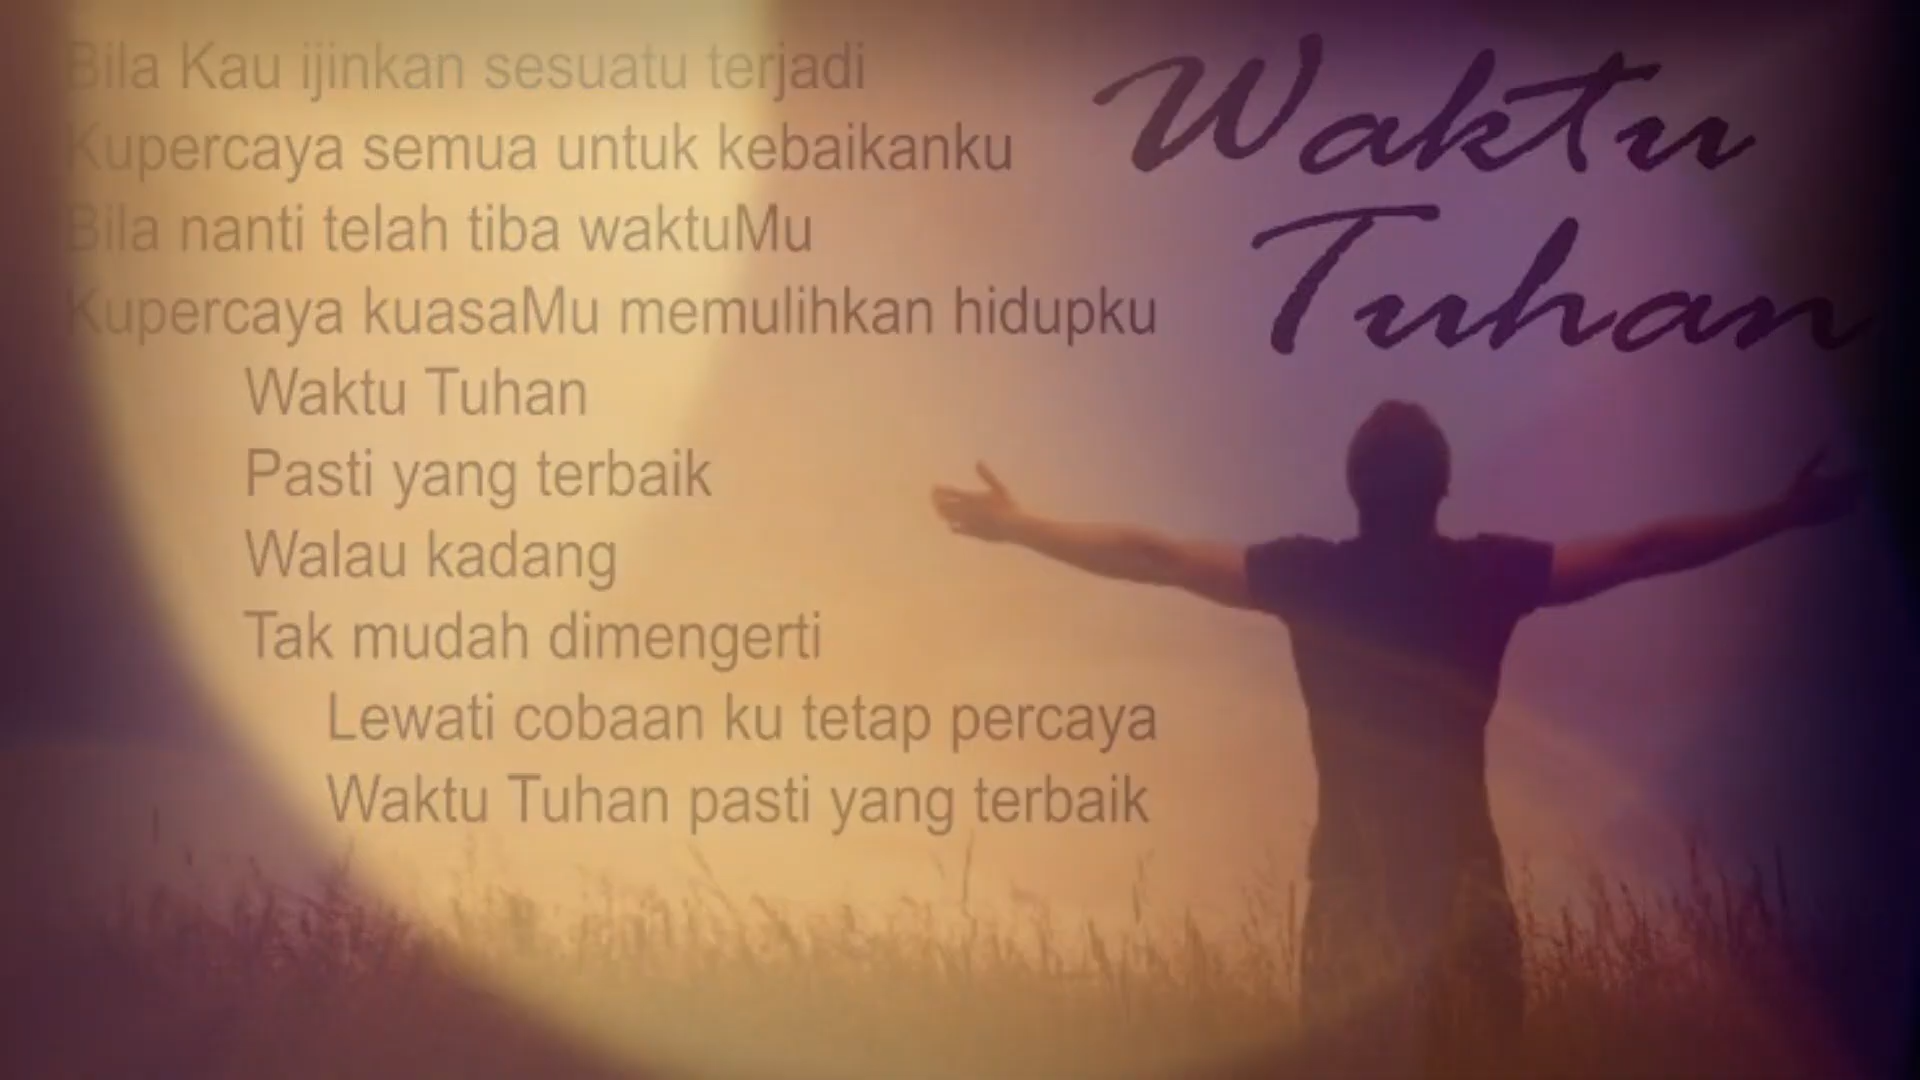 Bila Kau ijinkan sesuatu terjadi
Kupercaya semua untuk kebaikanku
Bila nanti telah tiba waktuMu
Kupercaya kuasaMu memulihkan hidupku
Waktu Tuhan
Pasti yang terbaik
Walau kadang
Tak mudah dimengerti
Lewati cobaan ku tetap percaya
Waktu Tuhan pasti yang terbaik
Waktu
Tuhan